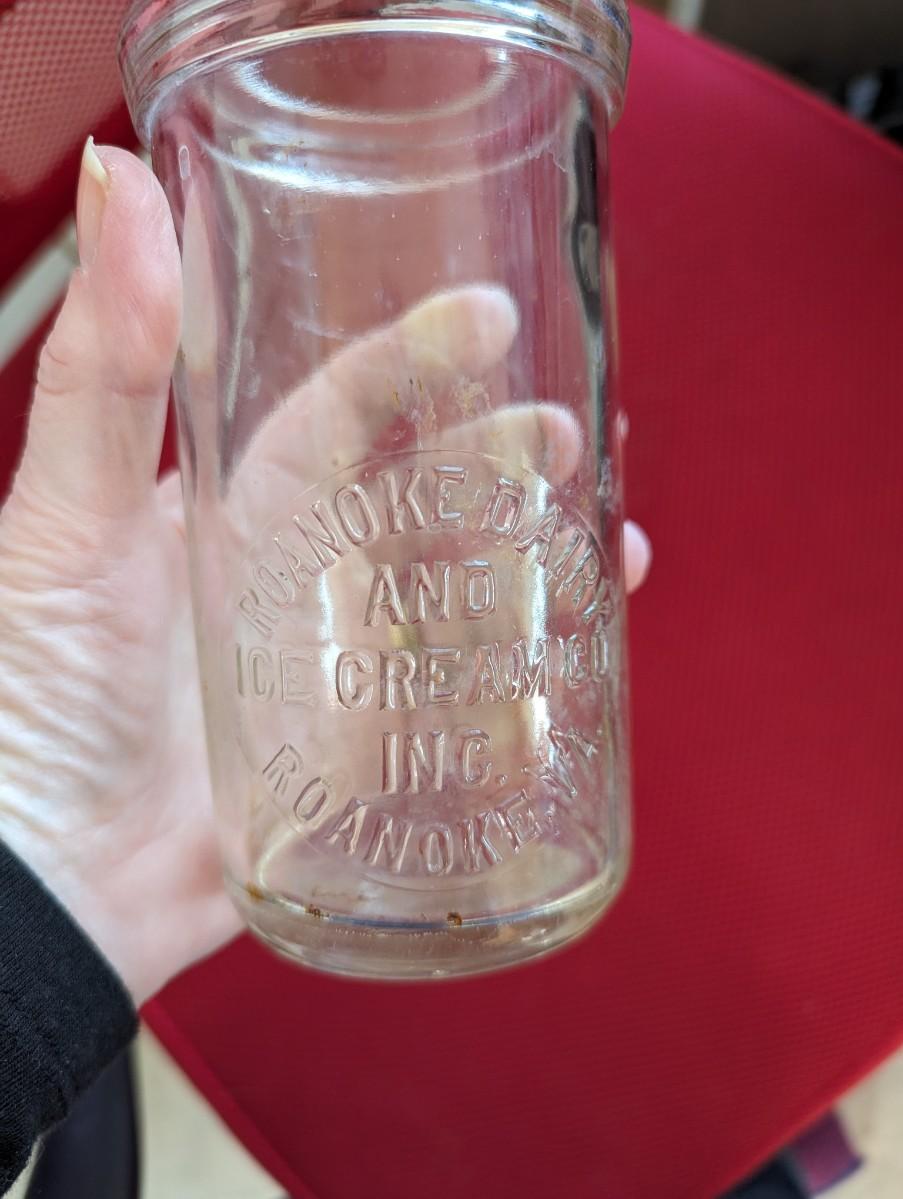 ROANOKE DAIRY
AND
ICE CREAM CO
INC.
ROANOKE, VA.